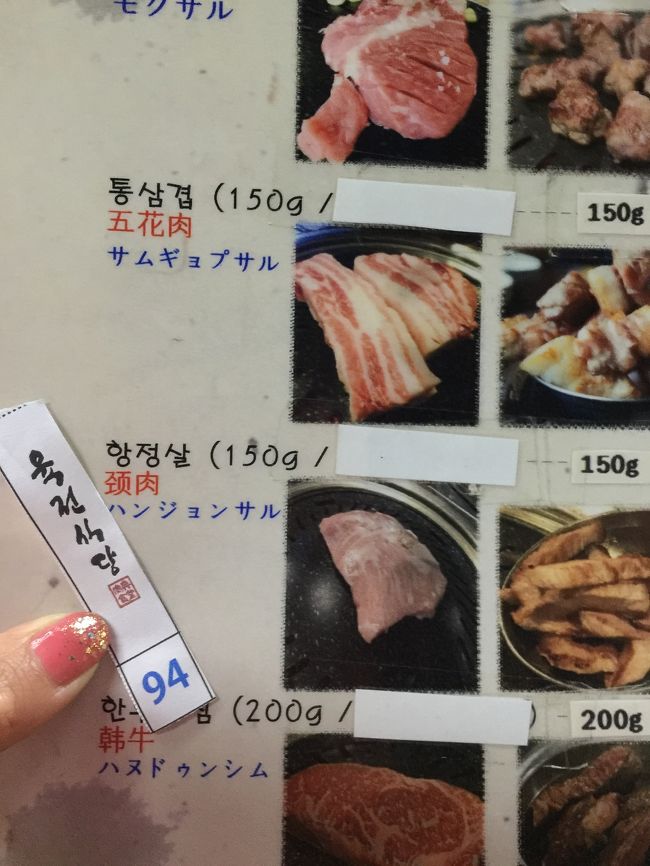 モクサル
통삼겹 (150g /
150g
五花肉
サムギョプサル
항정살 (150g /
150g
颈肉
ハンジョンサル
육전식당
94
한 (200g / )
200g
韩牛
ハヌドゥンシム